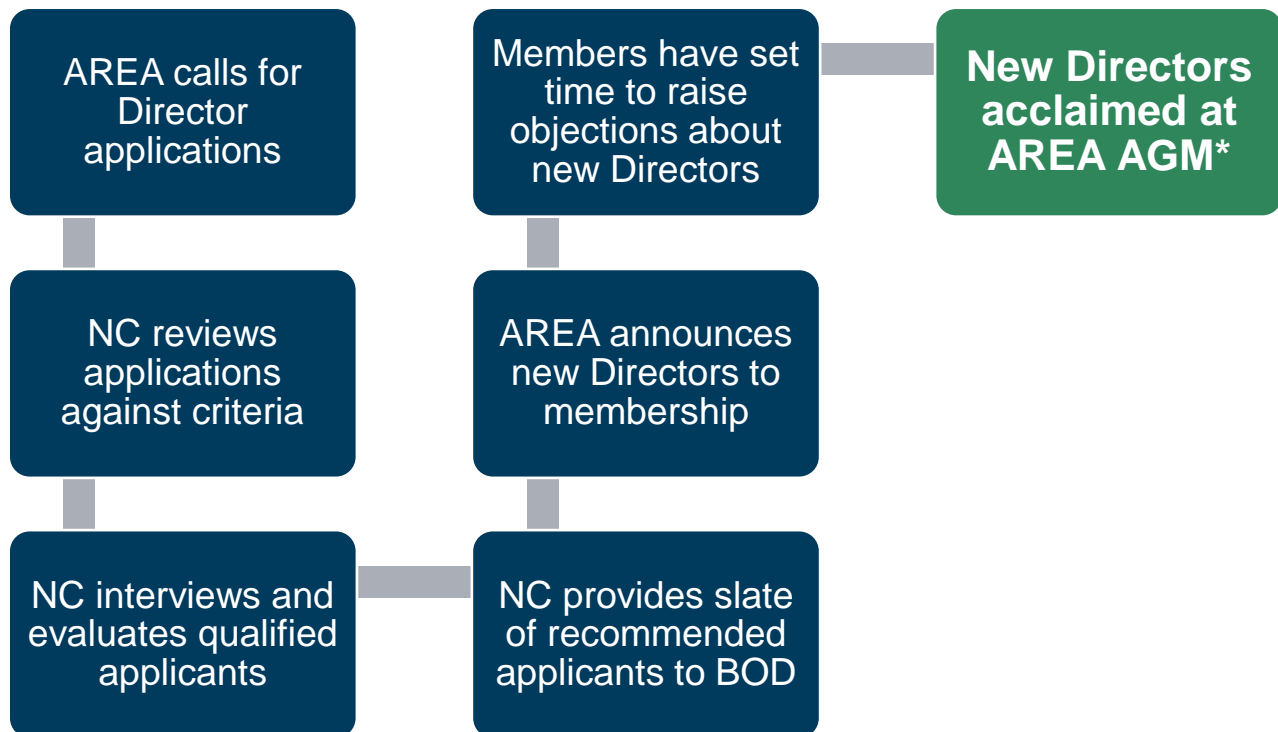 AREA calls for
Director
applications
NC reviews
applications
against criteria
NC interviews and
evaluates qualified
applicants
NC provides slate
of recommended
applicants to BOD
AREA announces
new Directors to
membership
Members have set
time to raise
objections about
new Directors
New Directors
acclaimed at
AREA AGM*